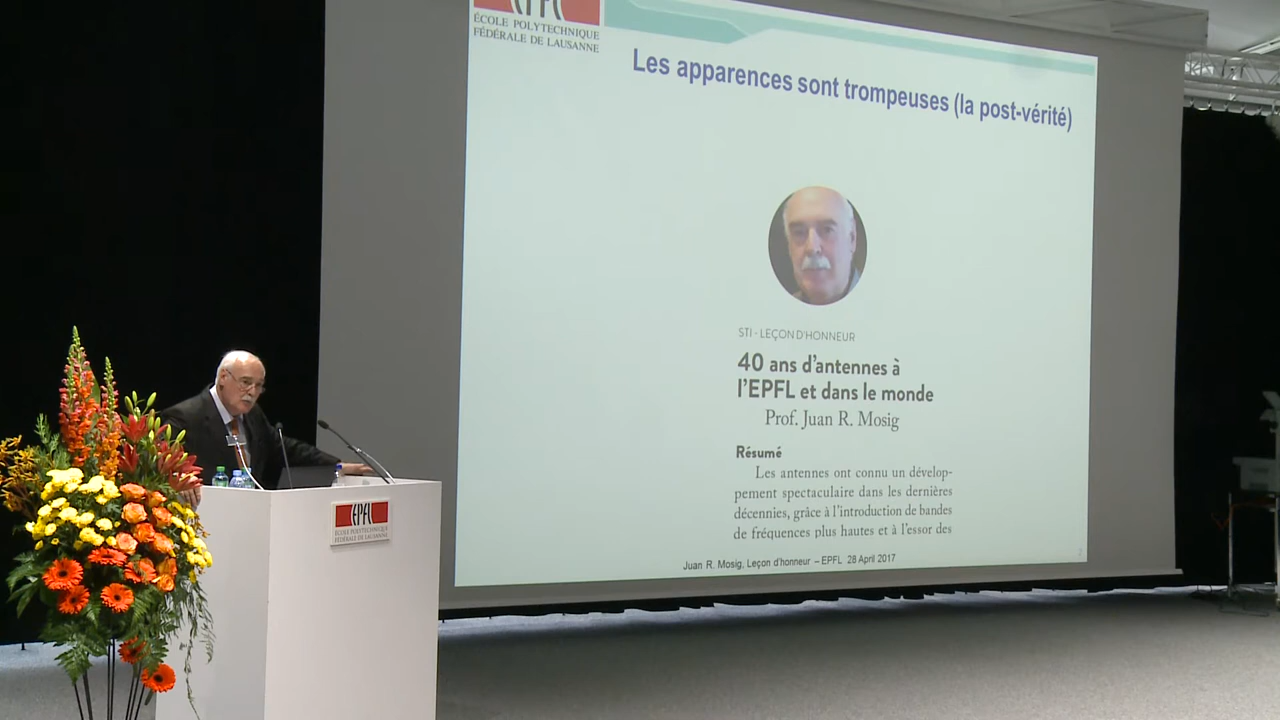 ÉCOLE POLYTECHNIQUE
FÉDÉRALE DE LAUSANNE
Les apparences sont trompeuses (la post-vérité)
STI - LEÇON D'HONNEUR
40 ans d'antennes à
l'EPFL et dans le monde
Prof. Juan R. Mosig
Résumé
Les antennes ont connu un dévelop-
pement spectaculaire dans les dernières
décennies, grâce à l'introduction de bandes
de fréquences plus hautes et à l'essor des
Juan R. Mosig, Leçon d'honneur – EPFL 28 April 2017
EPFL
ÉCOLE POLYTECHNIQUE
FÉDÉRALE DE LAUSANNE